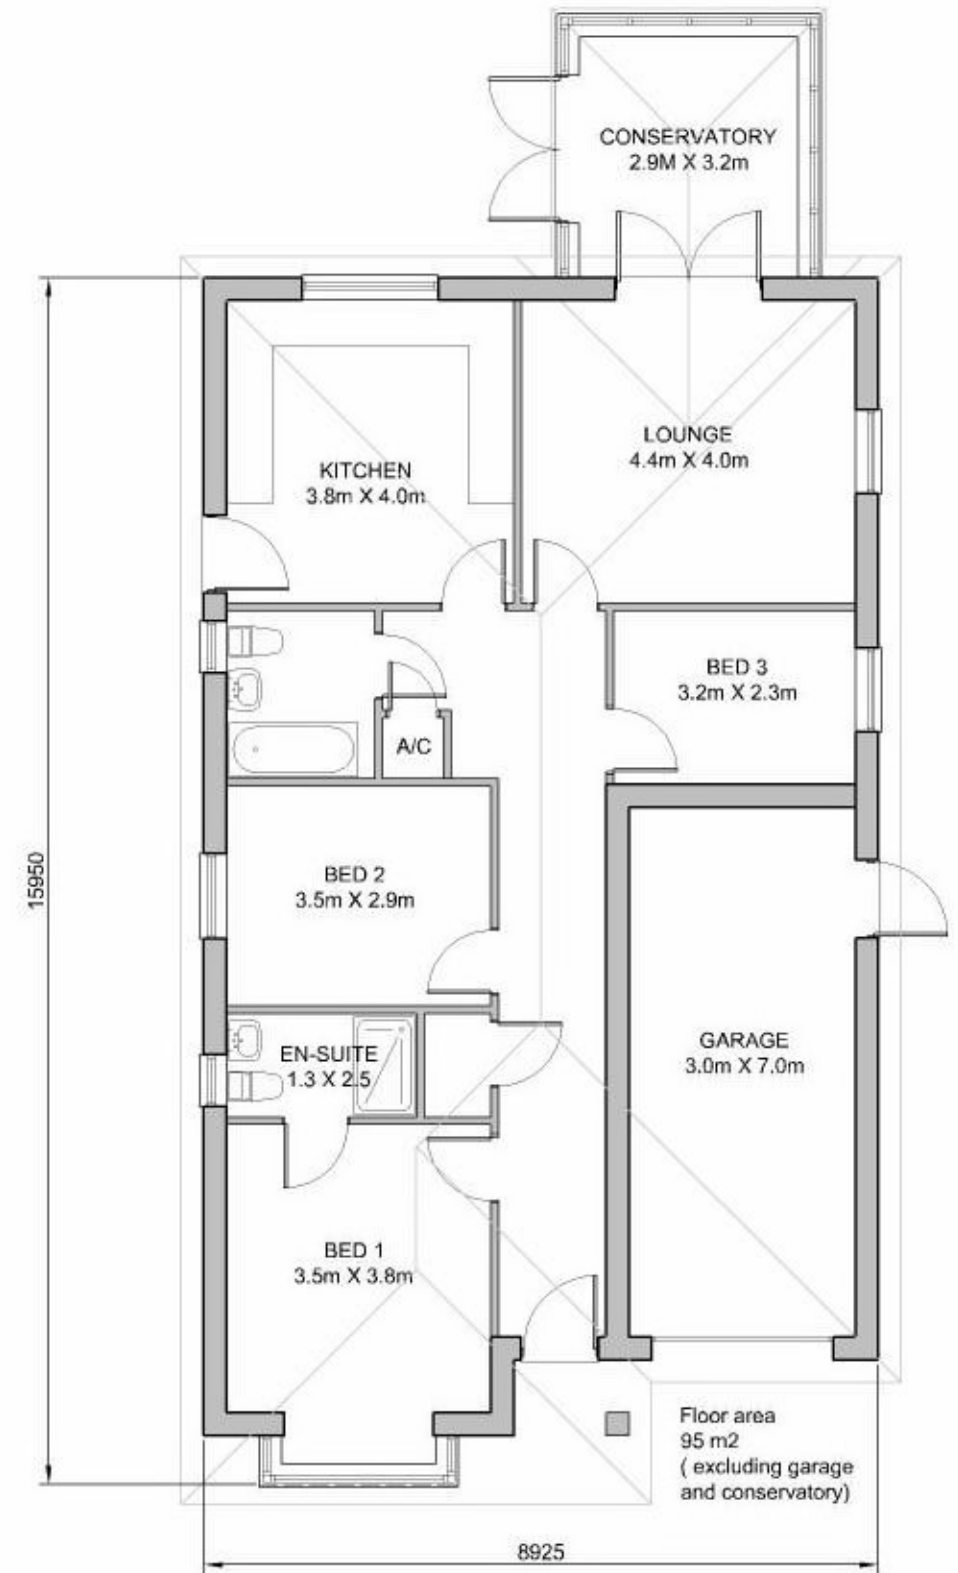 CONSERVATORY
2.9M X 3.2m
LOUNGE
4.4m X 4.0m
KITCHEN
3.8m X 4.0m
BED 3
3.2m X 2.3m
A/C
BED 2
3.5m X 2.9m
15950
EN-SUITE
1.3 X 2.5
GARAGE
3.0m X 7.0m
BED 1
3.5m X 3.8m
Floor area
95 m2
( excluding garage
and conservatory)
8925